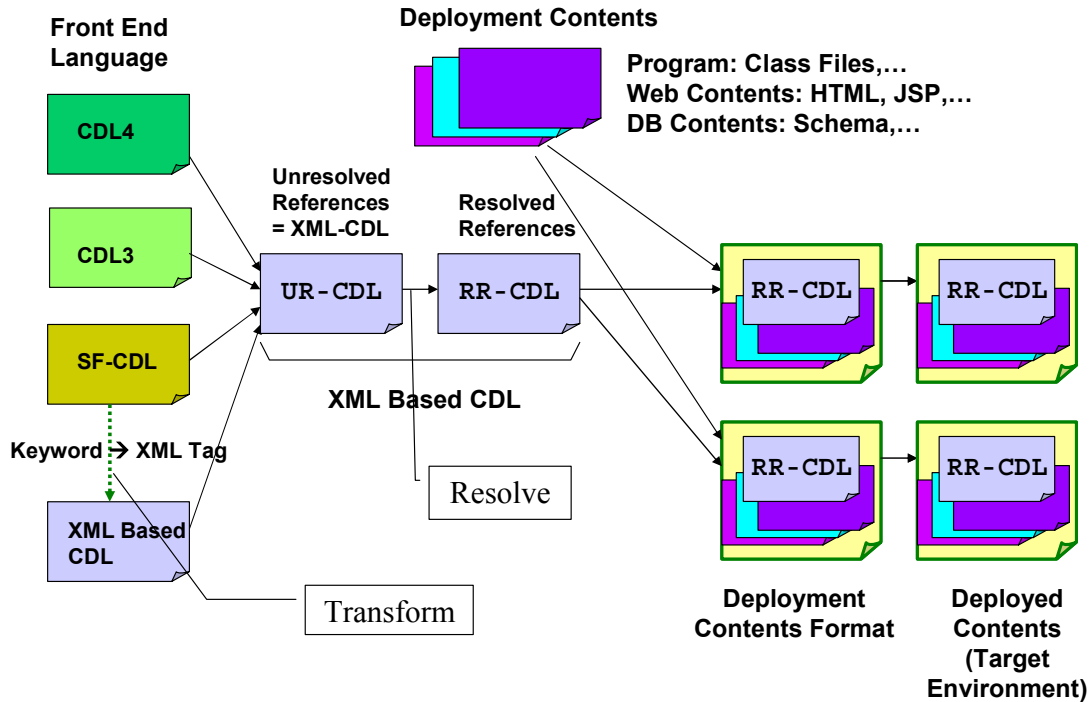 Front End
Language
Deployment Contents
Program: Class Files,…
Web Contents: HTML, JSP,…
DB Contents: Schema,…
CDL4
CDL3
SF-CDL
Keyword → XML Tag
XML Based
CDL
Unresolved
References
= XML-CDL
Resolved
References
UR-CDL
RR-CDL
XML Based CDL
Resolve
Transform
RR-CDL
RR-CDL
RR-CDL
RR-CDL
Deployment
Contents Format
Deployed
Contents
(Target
Environment)